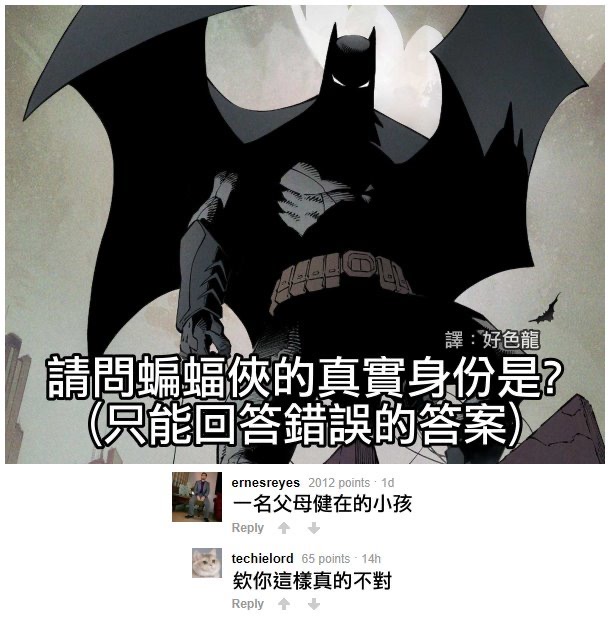 譯：好色龍
請問蝙蝠俠的真實身份是?
(只能回答錯誤的答案)
ernesreyes 2012 points · 1d
一名父母健在的小孩
Reply
techielord 65 points · 14h
欸你這樣真的不對
Reply